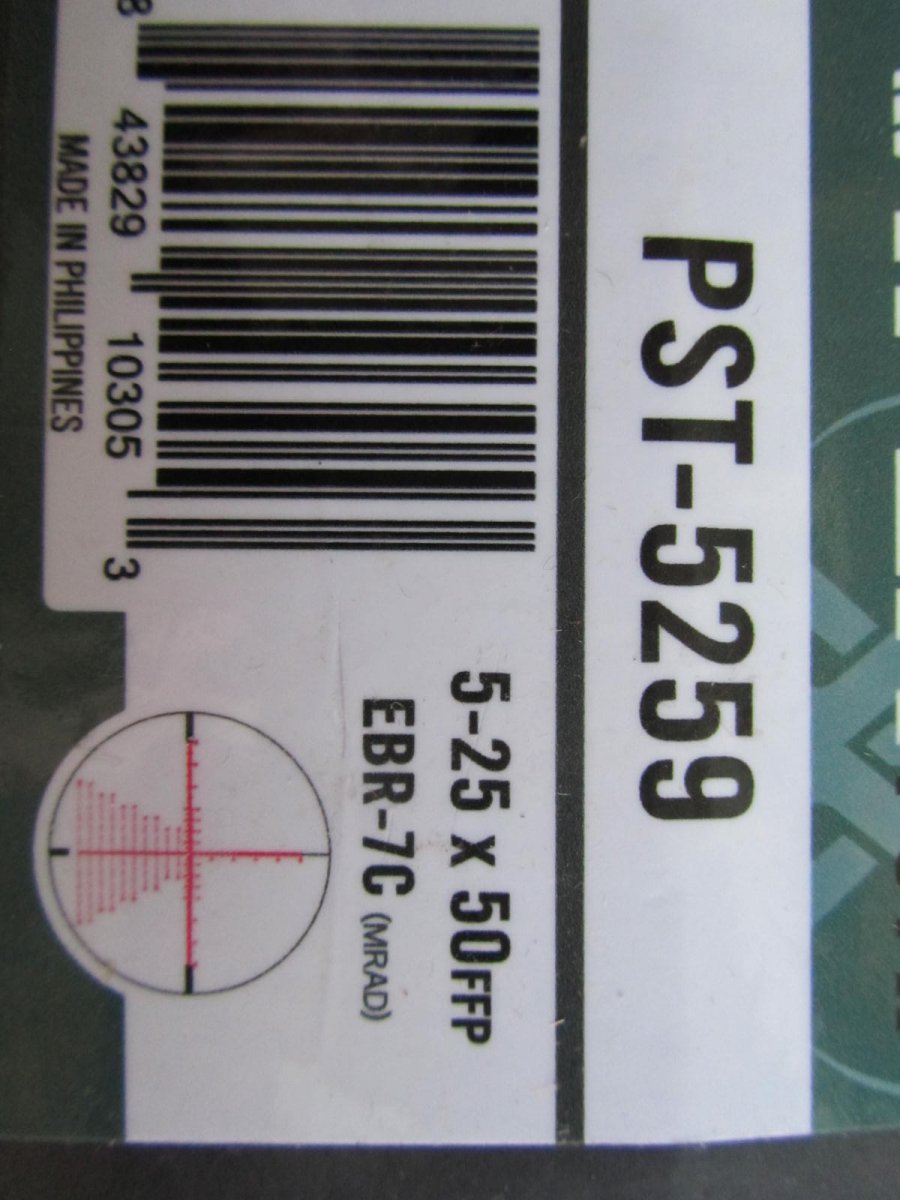 PST-5259
5-25 x 50FFP
EBR-7C (MRAD)
8 43829 10305 3
MADE IN PHILIPPINES